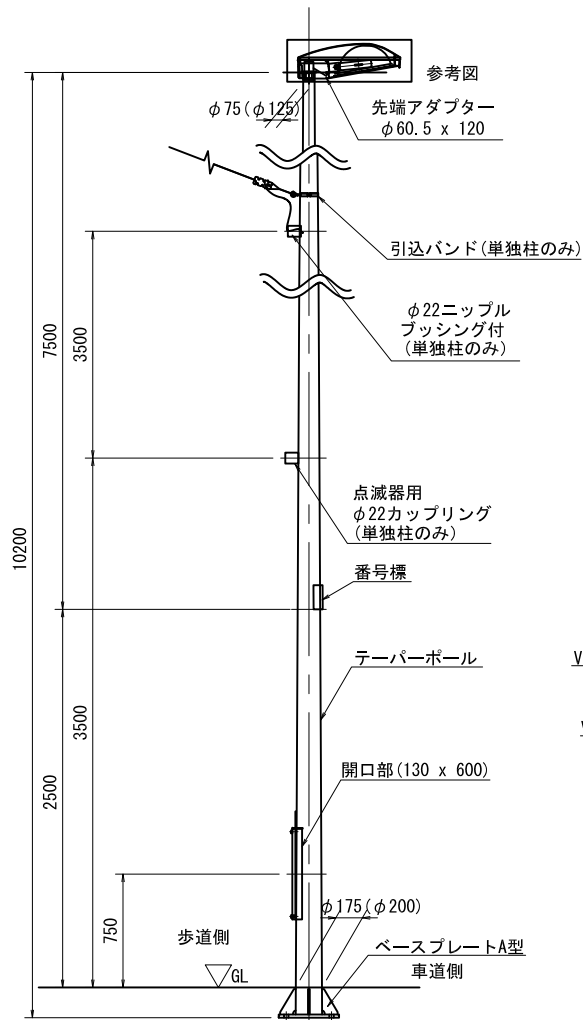 参考図
φ75(φ125)
先端アダプター
φ60.5 x 120
引込バンド(単独柱のみ)
φ22ニップル
ブッシング付
(単独柱のみ)
7500
3500
点滅器用
φ22カップリング
(単独柱のみ)
10200
番号標
テーパーポール
3500
2500
開口部(130 x 600)
750
φ175(φ200)
歩道側
GL
ベースプレートA型
車道側
V